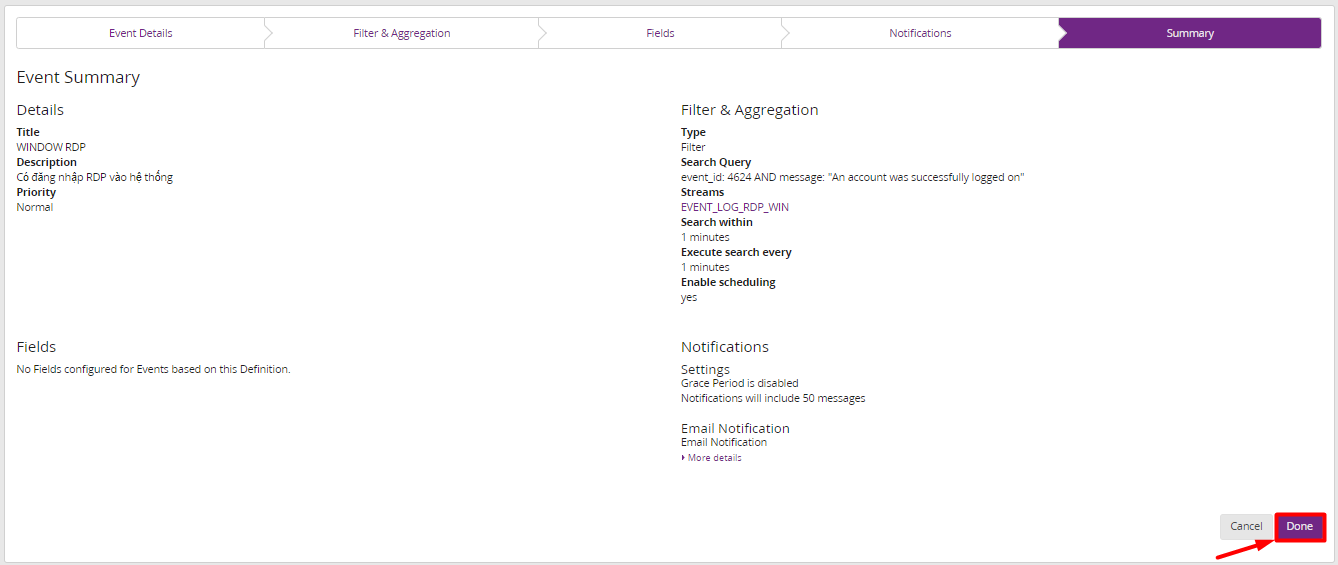 Event Details
Filter & Aggregation
Fields
Notifications
Summary
Event Summary
Details
Title
WINDOW RDP
Description
Có đăng nhập RDP vào hệ thống
Priority
Normal
Filter & Aggregation
Type
Filter
Search Query
event_id: 4624 AND message: "An account was successfully logged on"
Streams
EVENT_LOG_RDP_WIN
Search within
1 minutes
Execute search every
1 minutes
Enable scheduling
yes
Fields
No Fields configured for Events based on this Definition.
Notifications
Settings
Grace Period is disabled
Notifications will include 50 messages
Email Notification
Email Notification
More details
Cancel
Done